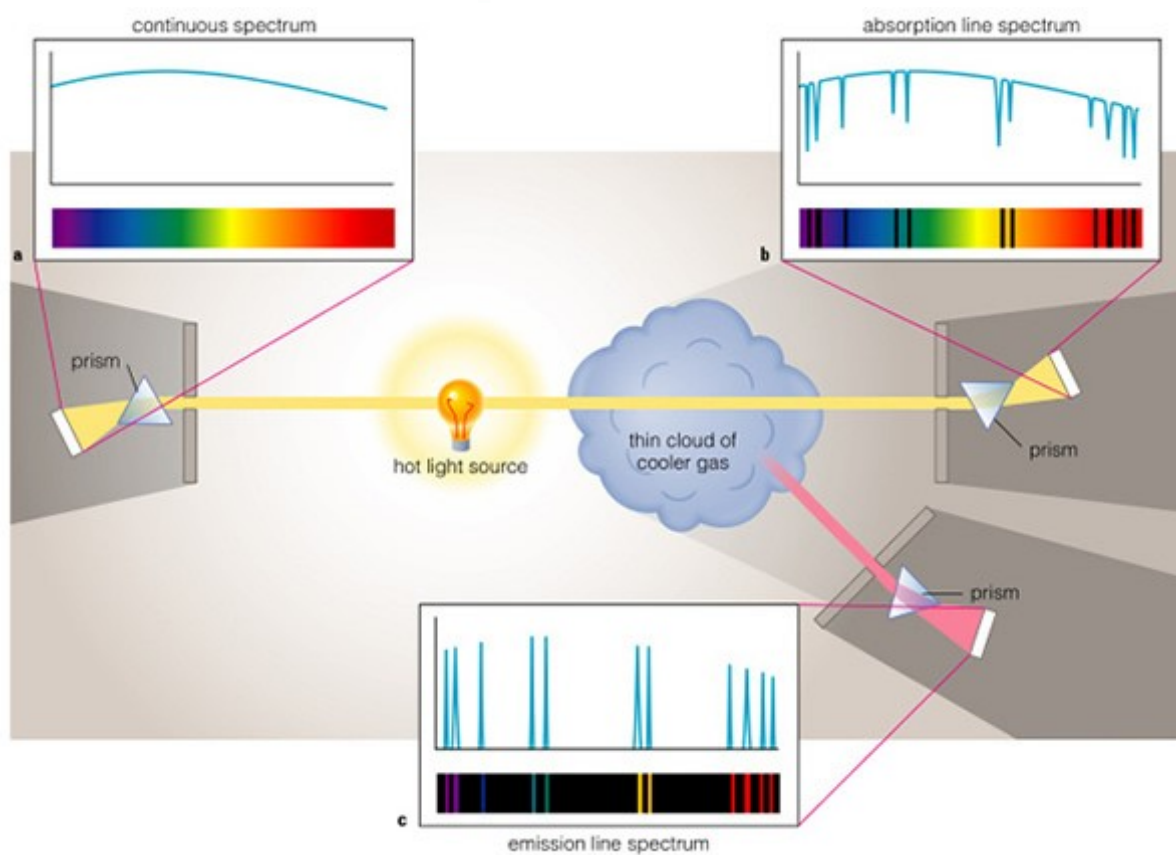 continuous spectrum
absorption line spectrum
a
b
prism
hot light source
thin cloud of
cooler gas
prism
prism
c
emission line spectrum